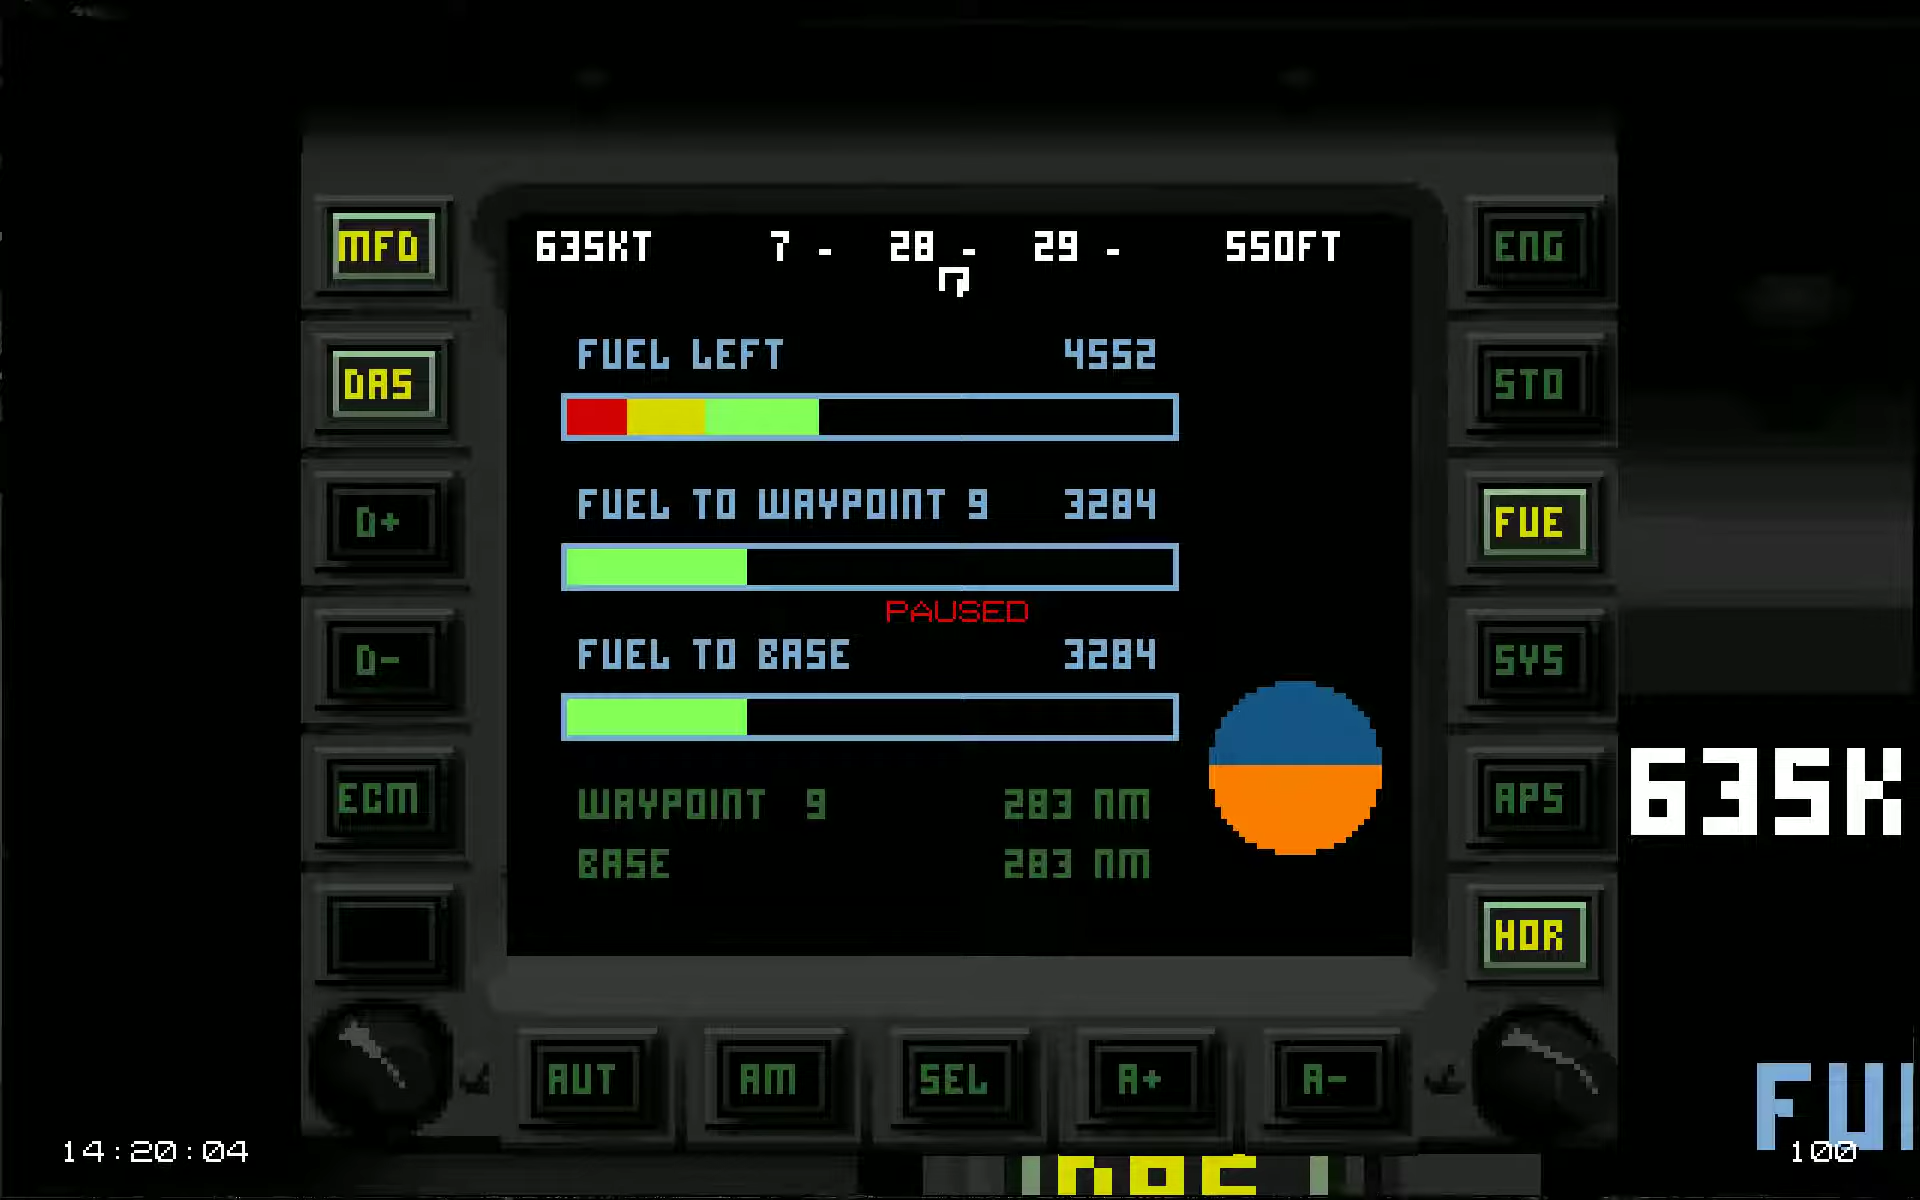 MFD
635KT 7 - 28 - 29 - 550FT
ENG
FUEL LEFT 4552
DAS
STO
FUEL TO WAYPOINT 9 3284
D+
FUE
PAUSED
FUEL TO BASE 3284
D-
SYS
WAYPOINT 9 283 NM
ECM
APS
635K
BASE 283 NM
HOR
AUT AM SEL A+ A-
FU
14:20:04
100